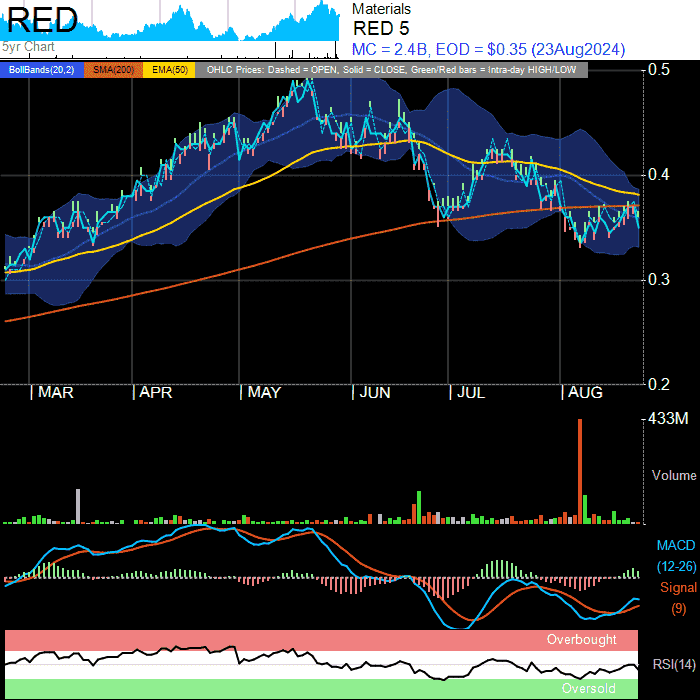 RED
5yr Chart
Materials
RED 5
MC = 2.4B, EOD = $0.35 (23Aug2024)
BollBands(20,2) SMA(200) EMA(50) OHLC Prices: Dashed = OPEN, Solid = CLOSE, Green/Red bars = Intra-day HIGH/LOW
0.5
0.4
0.3
0.2
MAR APR MAY JUN JUL AUG
433M
Volume
MACD
(12-26)
Signal
(9)
Overbought
RSI(14)
Oversold